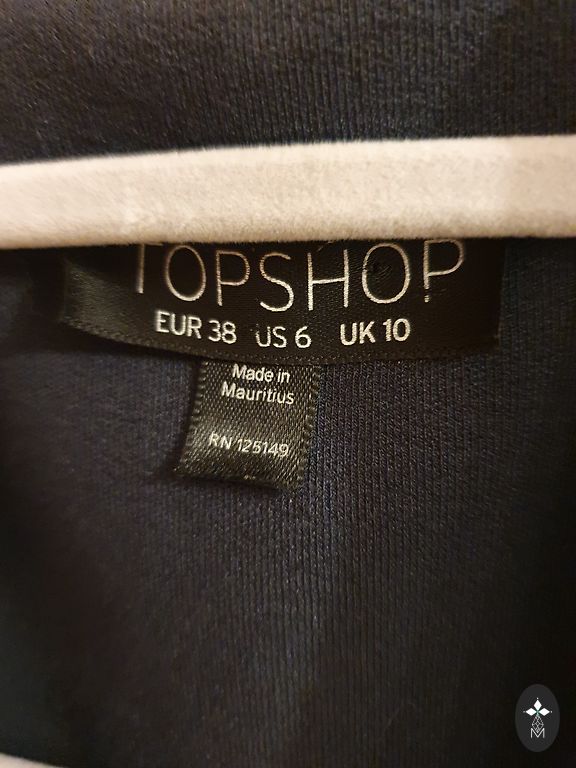 TOPSHOP
EUR 38 US 6 UK 10
Made in
Mauritius
RN 125149
M